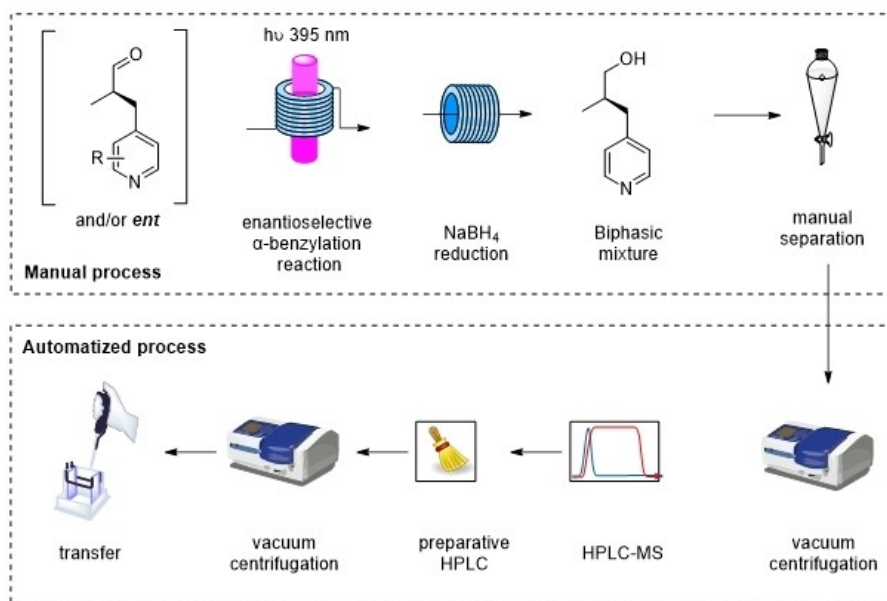 hυ 395 nm
O
R
N
and/or ent
enantioselective
α-benzylation
reaction
NaBH4
reduction
OH
N
Biphasic
mixture
manual
separation
Manual process
Automatized process
transfer
vacuum
centrifugation
preparative
HPLC
HPLC-MS
vacuum
centrifugation